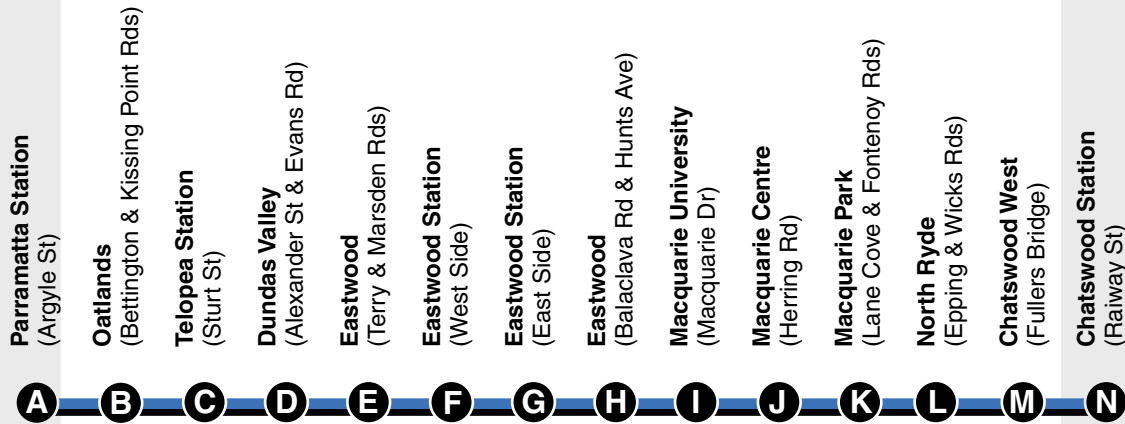 Parramatta Station
(Argyle St)
Oatlands
(Bettington & Kissing Point Rds)
Telopea Station
(Sturt St)
Dundas Valley
(Alexander St & Evans Rd)
Eastwood
(Terry & Marsden Rds)
Eastwood Station
(West Side)
Eastwood Station
(East Side)
Eastwood
(Balaclava Rd & Hunts Ave)
Macquarie University
(Macquarie Dr)
Macquarie Centre
(Herring Rd)
Macquarie Park
(Lane Cove & Fontenoy Rds)
North Ryde
(Epping & Wicks Rds)
Chatswood West
(Fullers Bridge)
Chatswood Station
(Raiway St)
A B C D E F G H I J K L M N